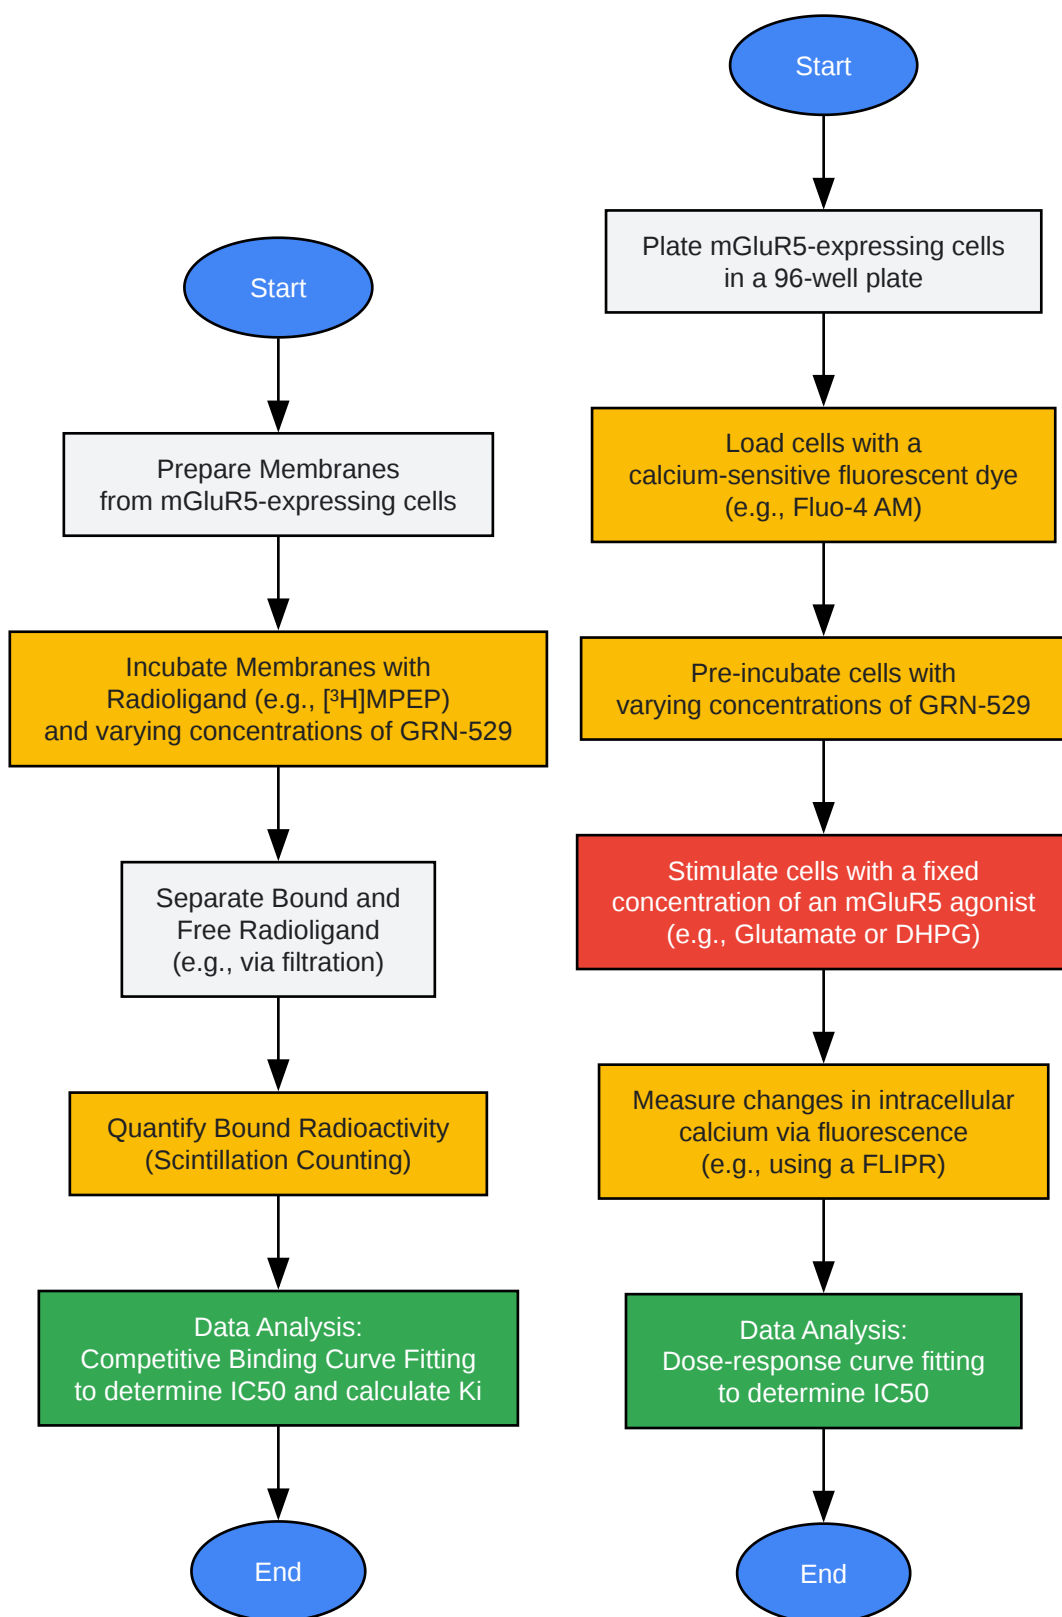 Start
Prepare Membranes
from mGluR5-expressing cells
Incubate Membranes with
Radioligand (e.g., [³H]MPEP)
and varying concentrations of GRN-529
Separate Bound and
Free Radioligand
(e.g., via filtration)
Quantify Bound Radioactivity
(Scintillation Counting)
Data Analysis:
Competitive Binding Curve Fitting
to determine IC50 and calculate Ki
End
Start
Plate mGluR5-expressing cells
in a 96-well plate
Load cells with a
calcium-sensitive fluorescent dye
(e.g., Fluo-4 AM)
Pre-incubate cells with
varying concentrations of GRN-529
Stimulate cells with a fixed
concentration of an mGluR5 agonist
(e.g., Glutamate or DHPG)
Measure changes in intracellular
calcium via fluorescence
(e.g., using a FLIPR)
Data Analysis:
Dose-response curve fitting
to determine IC50
End